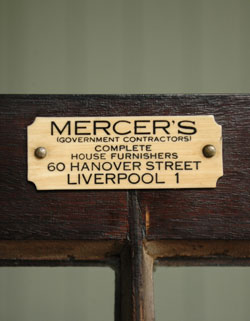 MERCER'S
(GOVERNMENT CONTRACTORS)
COMPLETE
HOUSE FURNISHERS
60 HANOVER STREET
LIVERPOOL 1